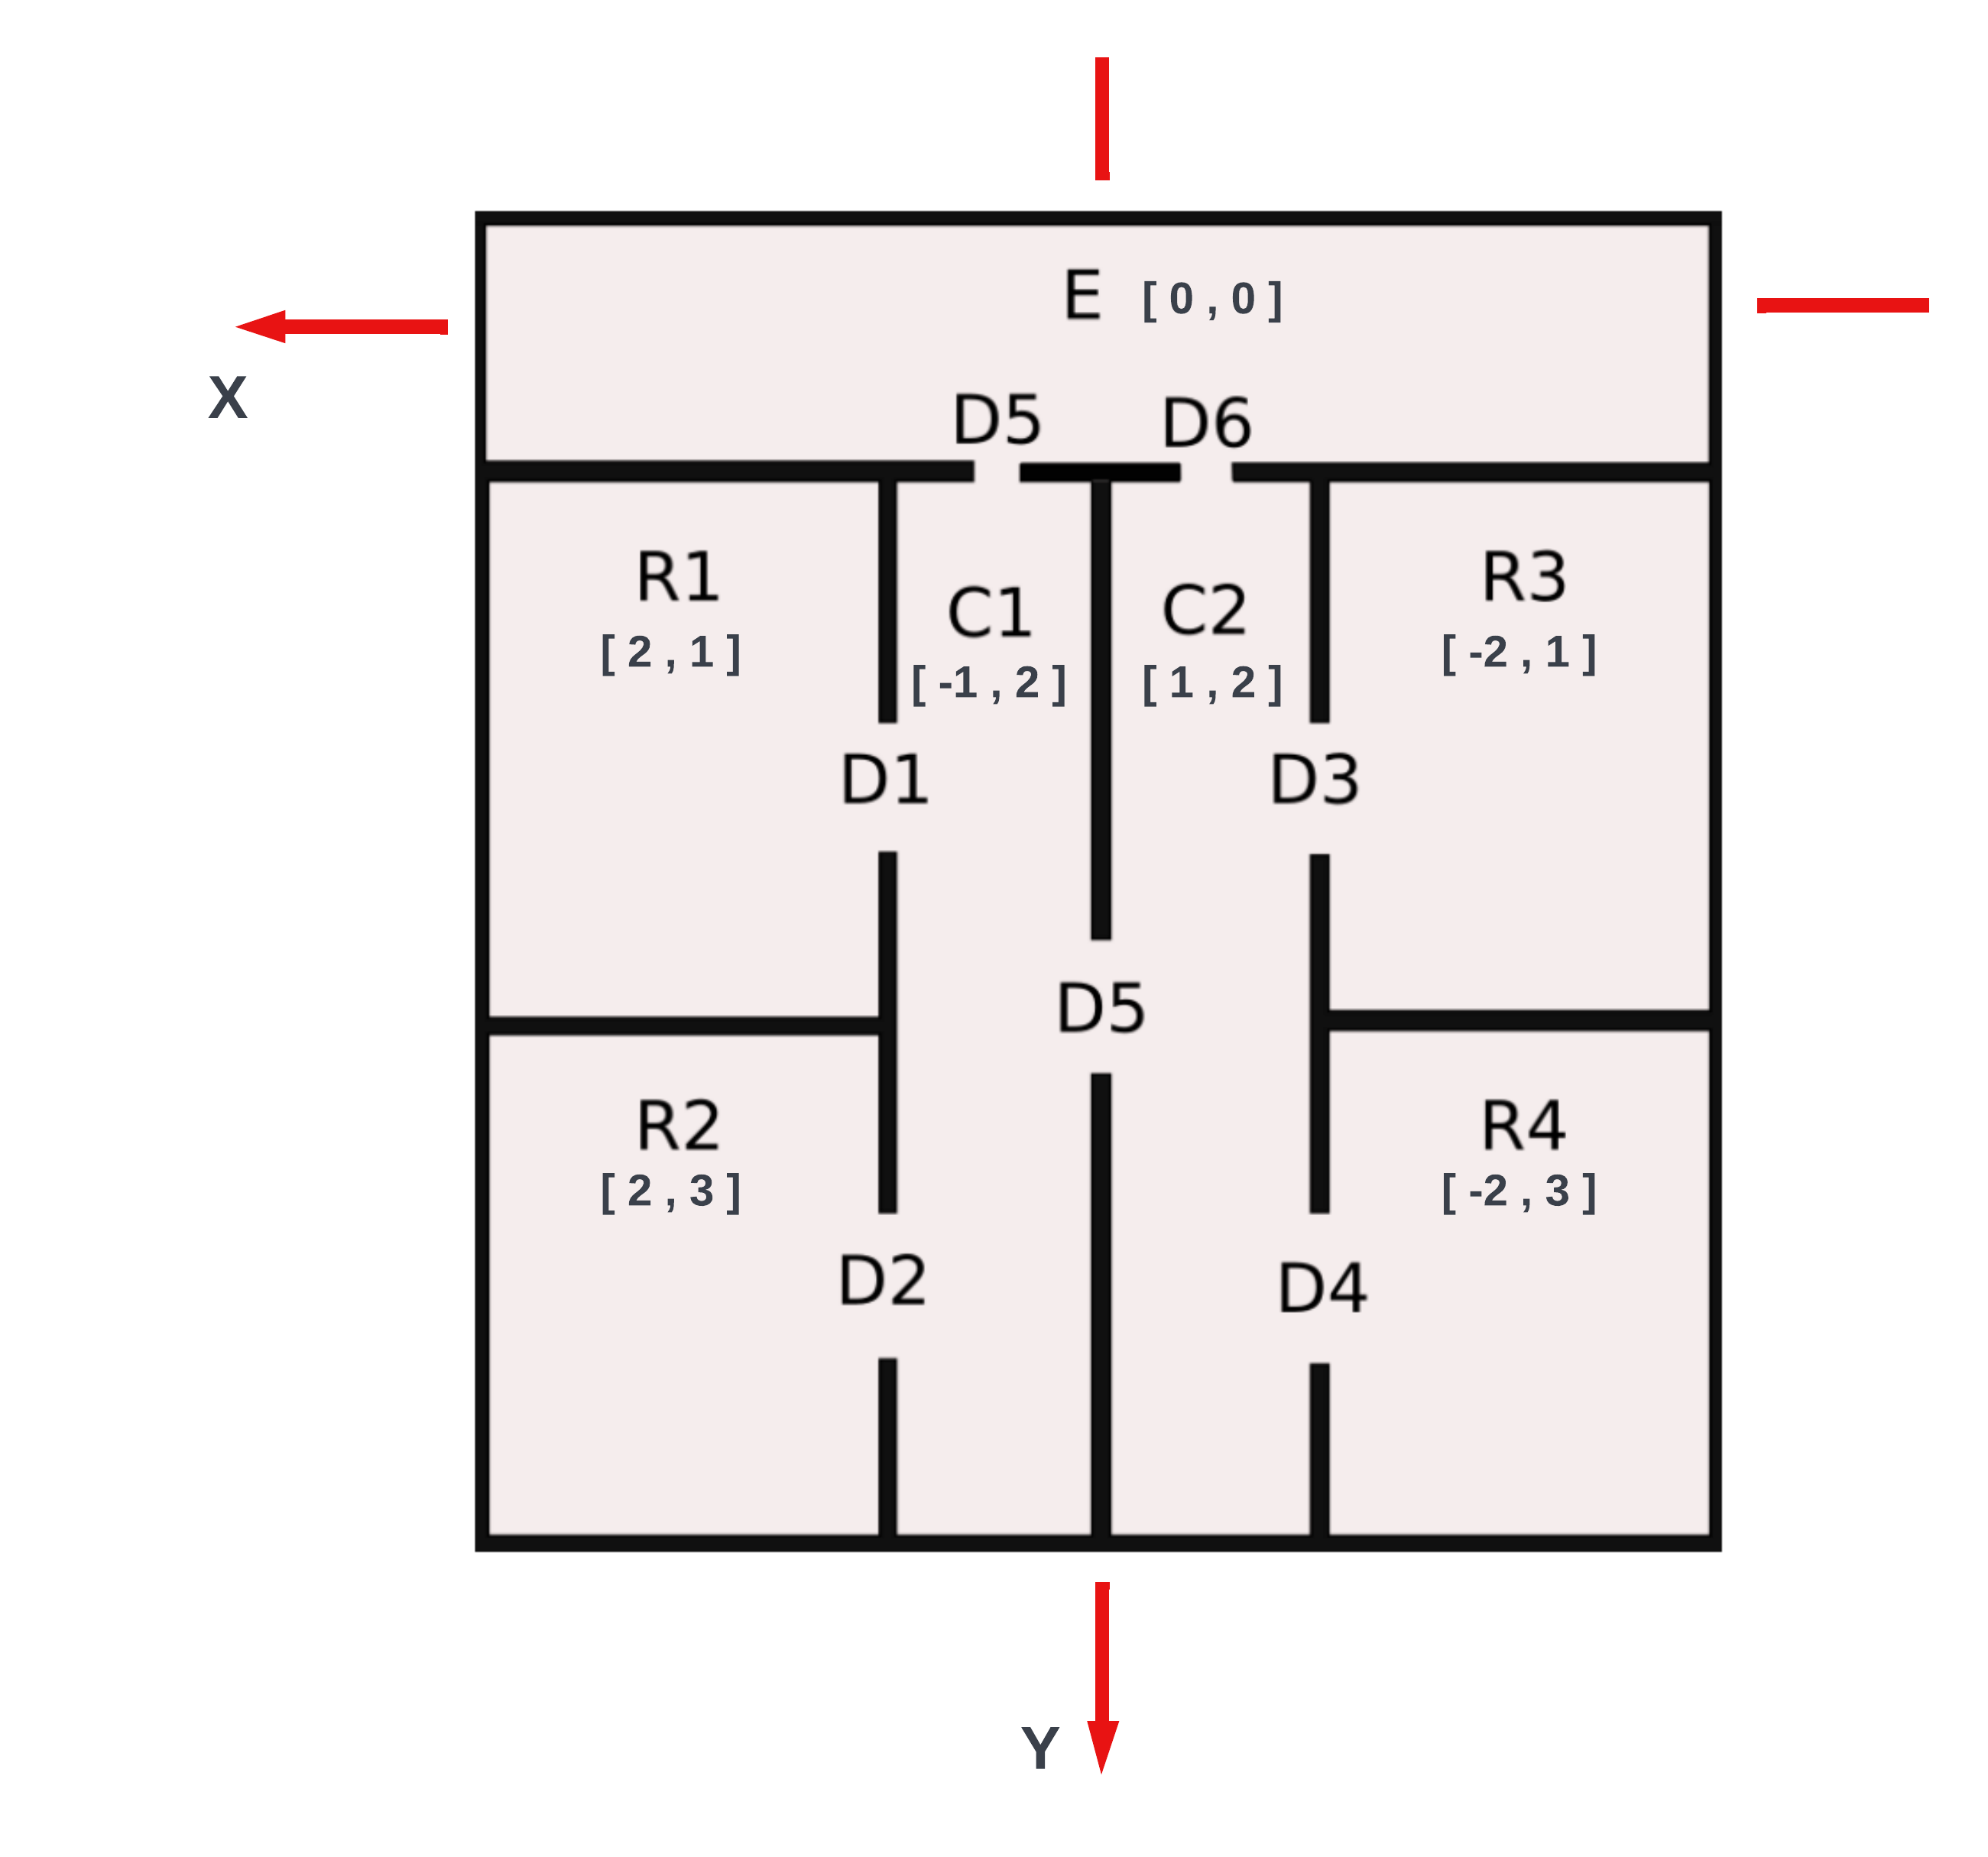 E [ 0 , 0 ]
X
D5 D6
R1 R3
C1 C2
[ 2 , 1 ] [ -2 , 1 ]
[ -1 , 2 ] [ 1 , 2 ]
D1 D3
D5
R2 R4
[ 2 , 3 ] [ -2 , 3 ]
D2 D4
Y